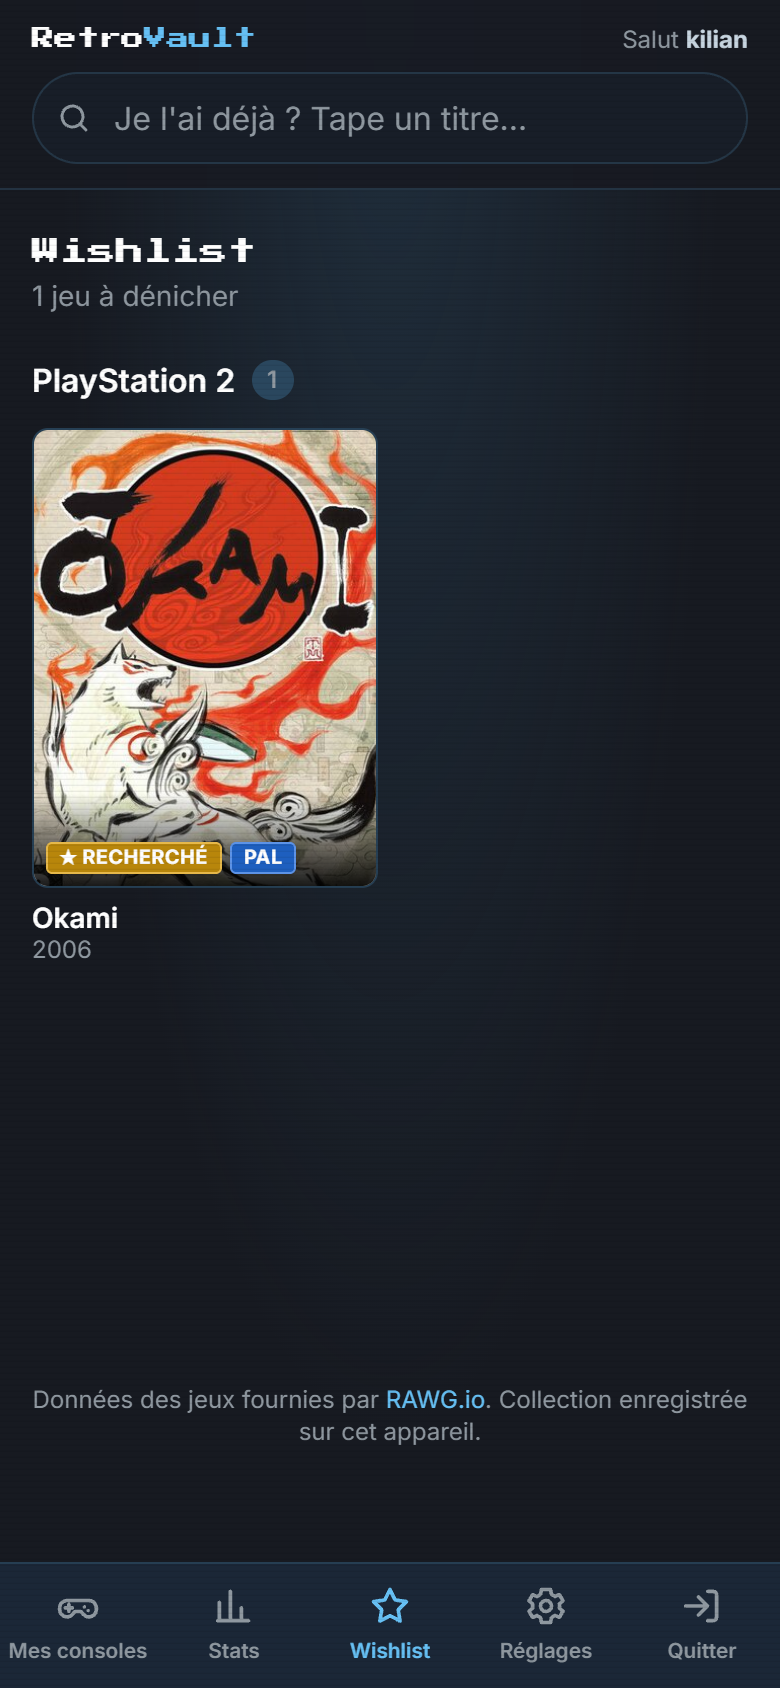 RetroVault
Salut kilian
Je l'ai déjà ? Tape un titre...
Wishlist
1 jeu à dénicher
PlayStation 2 1
ŌKAMI
★ RECHERCHÉ PAL
Okami
2006
Données des jeux fournies par RAWG.io. Collection enregistrée
sur cet appareil.
Mes consoles Stats Wishlist Réglages Quitter